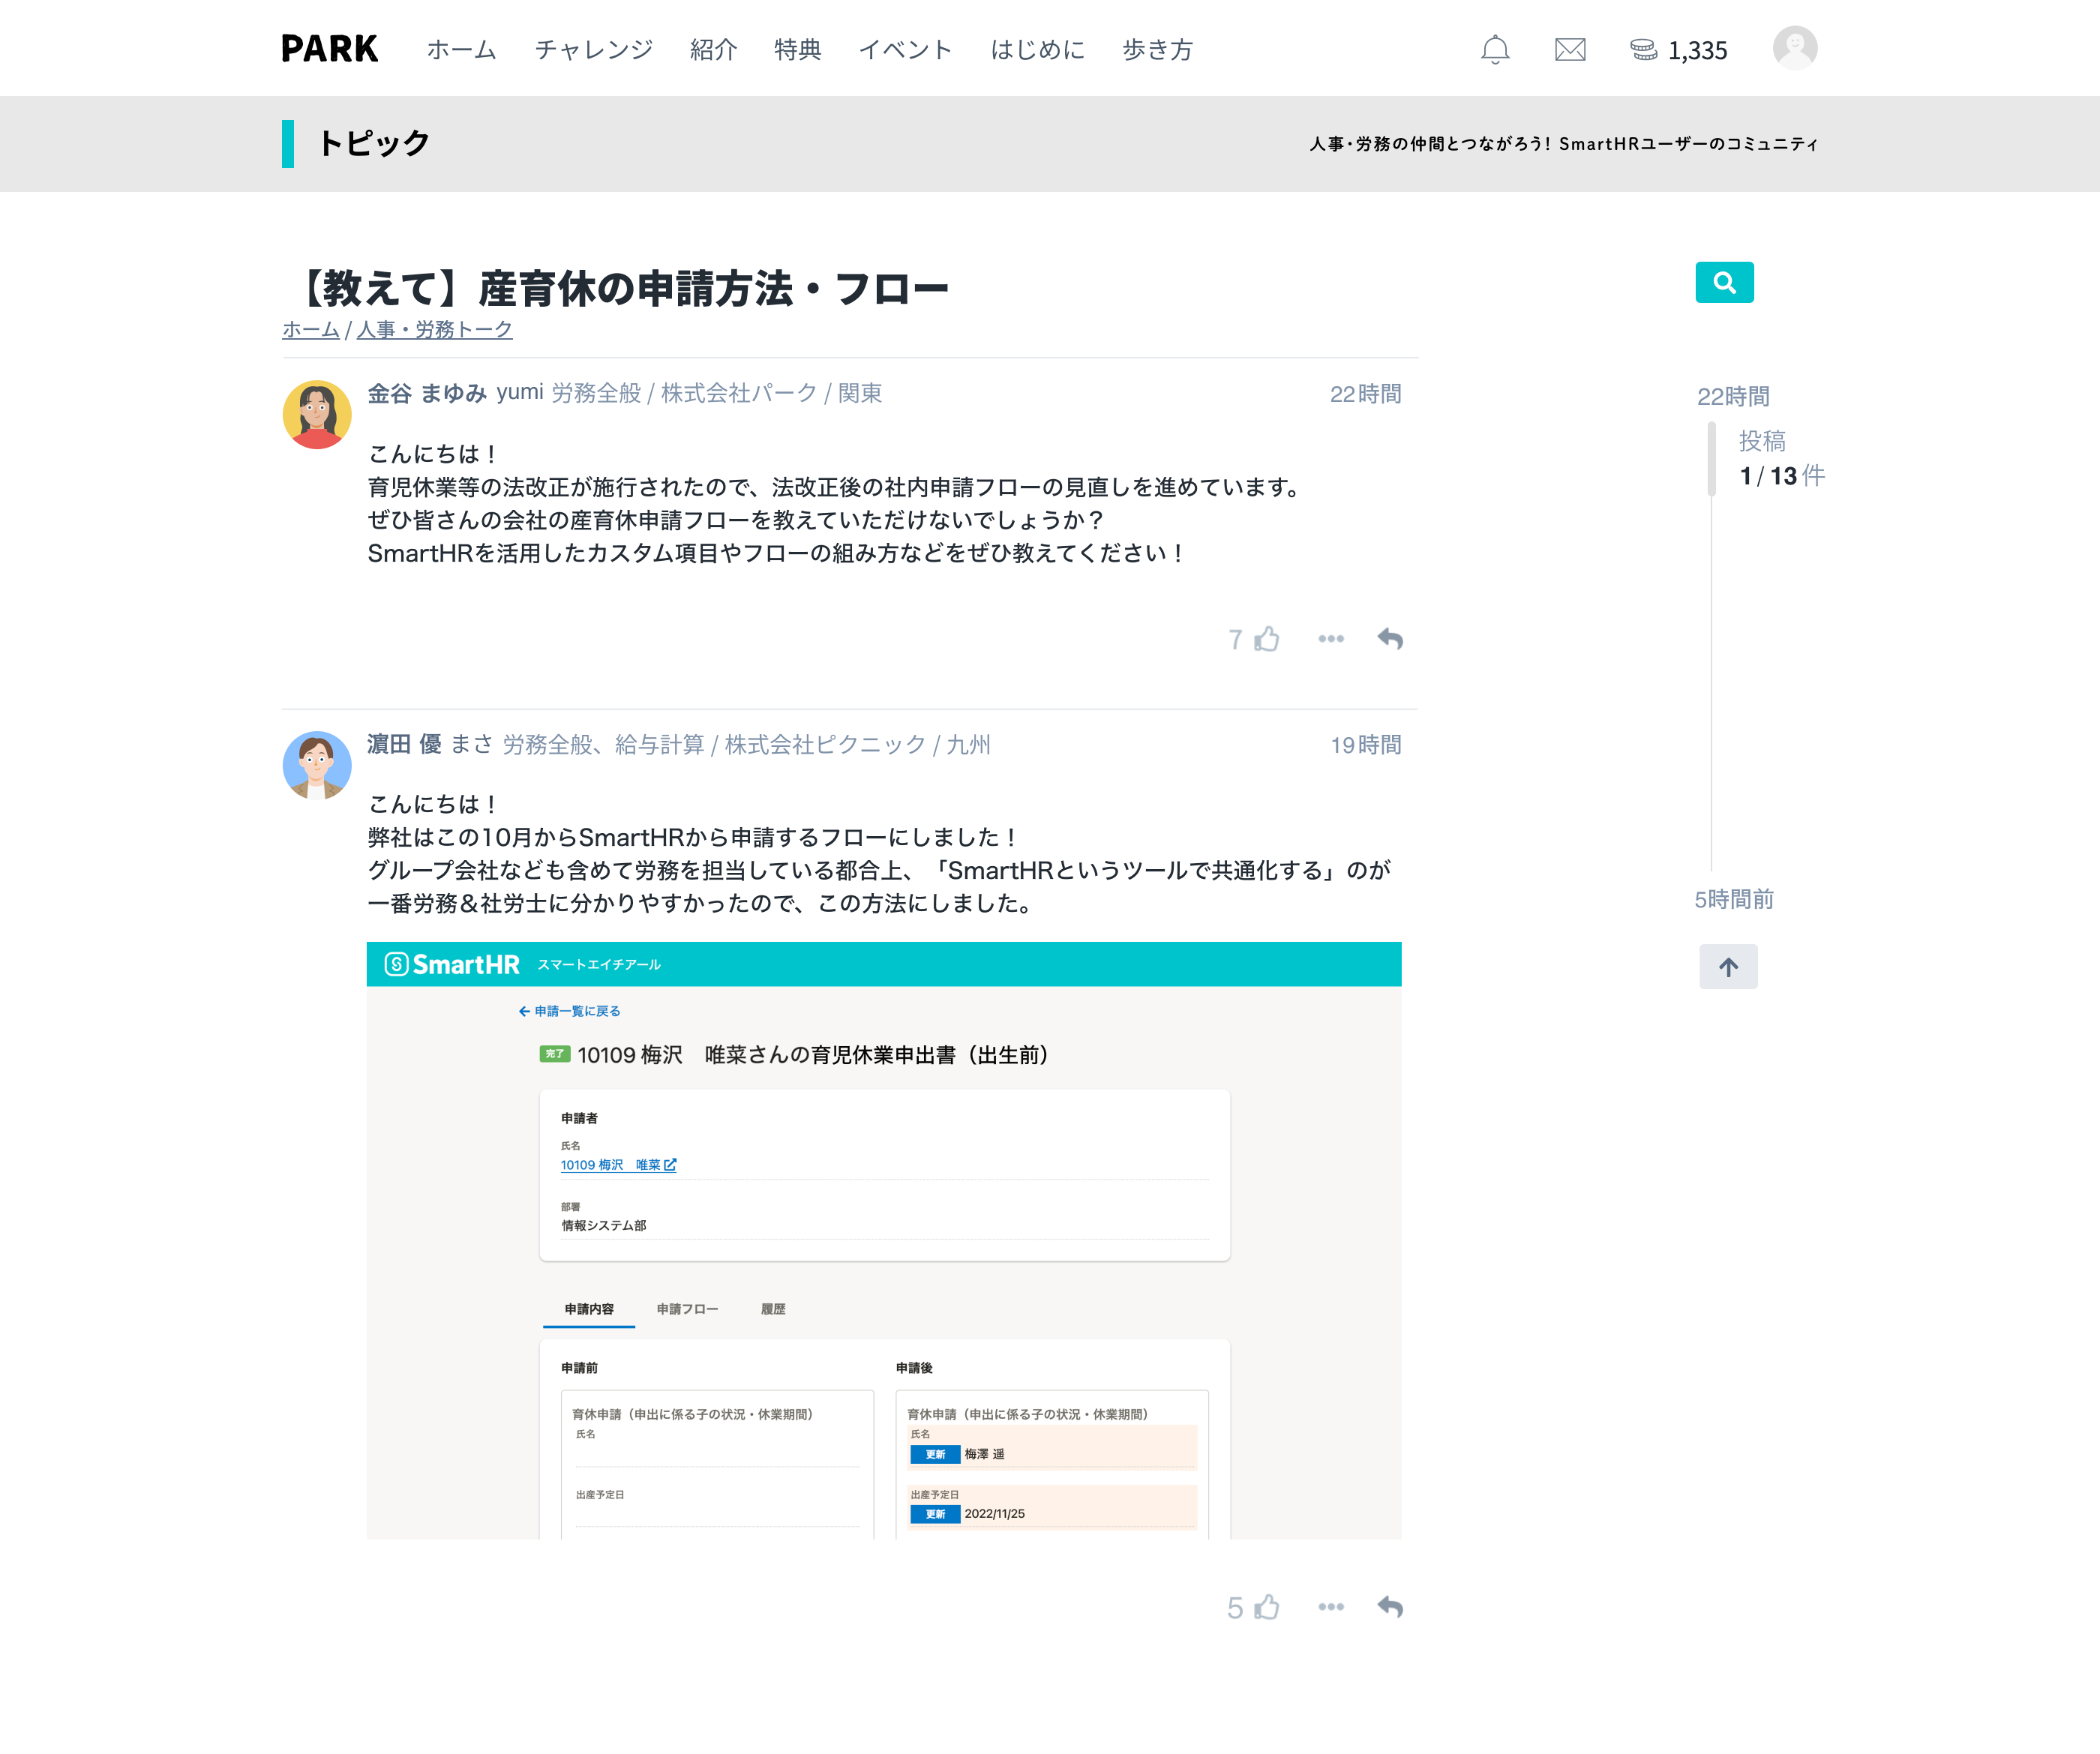 PARK ホーム チャレンジ 紹介 特典 イベント はじめに 歩き方 1,335
トピック 人事・労務の仲間とつながろう! SmartHRユーザーのコミュニティ
【教えて】産育休の申請方法・フロー
ホーム / 人事・労務トーク
金谷 まゆみ yumi 労務全般 / 株式会社パーク / 関東 22時間
こんにちは!
育児休業等の法改正が施行されたので、法改正後の社内申請フローの見直しを進めています。
ぜひ皆さんの会社の産育休申請フローを教えていただけないでしょうか?
SmartHRを活用したカスタム項目やフローの組み方などをぜひ教えてください!
7
22時間
投稿
1 / 13 件
5時間前
濵田 優 まさ 労務全般、給与計算 / 株式会社ピクニック / 九州 19時間
こんにちは!
弊社はこの10月からSmartHRから申請するフローにしました!
グループ会社なども含めて労務を担当している都合上、「SmartHRというツールで共通化する」のが
一番労務&社労士に分かりやすかったので、この方法にしました。
SmartHR スマートエイチアール
申請一覧に戻る
完了 10109 梅沢 唯菜さんの育児休業申出書(出生前)
申請者
氏名
10109 梅沢 唯菜
部署
情報システム部
申請内容 申請フロー 履歴
申請前 申請後
育休申請(申出に係る子の状況・休業期間) 育休申請(申出に係る子の状況・休業期間)
氏名 氏名
更新 梅澤 遥
出産予定日 出産予定日
更新 2022/11/25
5